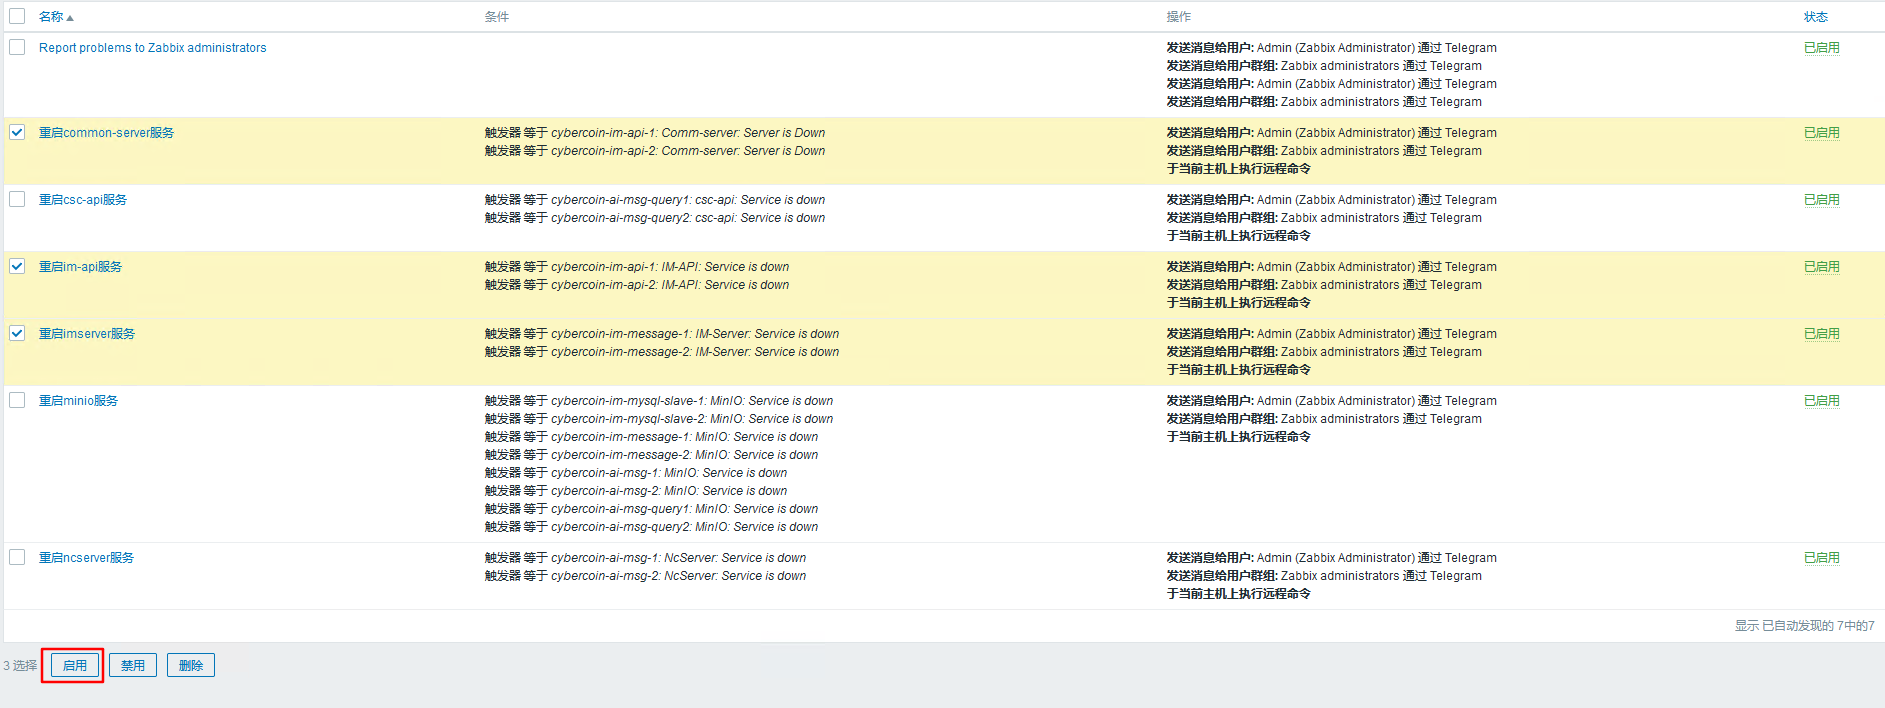 名称▲ 条件 操作 状态
Report problems to Zabbix administrators 发送消息给用户: Admin (Zabbix Administrator) 通过 Telegram 已启用
发送消息给用户群组: Zabbix administrators 通过 Telegram
发送消息给用户: Admin (Zabbix Administrator) 通过 Telegram
发送消息给用户群组: Zabbix administrators 通过 Telegram
重启common-server服务 触发器 等于 cybercoin-im-api-1: Comm-server: Server is Down 发送消息给用户: Admin (Zabbix Administrator) 通过 Telegram 已启用
触发器 等于 cybercoin-im-api-2: Comm-server: Server is Down 发送消息给用户群组: Zabbix administrators 通过 Telegram
于当前主机上执行远程命令
重启csc-api服务 触发器 等于 cybercoin-ai-msg-query1: csc-api: Service is down 发送消息给用户: Admin (Zabbix Administrator) 通过 Telegram 已启用
触发器 等于 cybercoin-ai-msg-query2: csc-api: Service is down 发送消息给用户群组: Zabbix administrators 通过 Telegram
于当前主机上执行远程命令
重启im-api服务 触发器 等于 cybercoin-im-api-1: IM-API: Service is down 发送消息给用户: Admin (Zabbix Administrator) 通过 Telegram 已启用
触发器 等于 cybercoin-im-api-2: IM-API: Service is down 发送消息给用户群组: Zabbix administrators 通过 Telegram
于当前主机上执行远程命令
重启imserver服务 触发器 等于 cybercoin-im-message-1: IM-Server: Service is down 发送消息给用户: Admin (Zabbix Administrator) 通过 Telegram 已启用
触发器 等于 cybercoin-im-message-2: IM-Server: Service is down 发送消息给用户群组: Zabbix administrators 通过 Telegram
于当前主机上执行远程命令
重启minio服务 触发器 等于 cybercoin-im-mysql-slave-1: MinIO: Service is down 发送消息给用户: Admin (Zabbix Administrator) 通过 Telegram 已启用
触发器 等于 cybercoin-im-mysql-slave-2: MinIO: Service is down 发送消息给用户群组: Zabbix administrators 通过 Telegram
触发器 等于 cybercoin-im-message-1: MinIO: Service is down 于当前主机上执行远程命令
触发器 等于 cybercoin-im-message-2: MinIO: Service is down
触发器 等于 cybercoin-ai-msg-1: MinIO: Service is down
触发器 等于 cybercoin-ai-msg-2: MinIO: Service is down
触发器 等于 cybercoin-ai-msg-query1: MinIO: Service is down
触发器 等于 cybercoin-ai-msg-query2: MinIO: Service is down
重启ncserver服务 触发器 等于 cybercoin-ai-msg-1: NcServer: Service is down 发送消息给用户: Admin (Zabbix Administrator) 通过 Telegram 已启用
触发器 等于 cybercoin-ai-msg-2: NcServer: Service is down 发送消息给用户群组: Zabbix administrators 通过 Telegram
于当前主机上执行远程命令
显示 已自动发现的 7中的7
3 选择 启用 禁用 删除